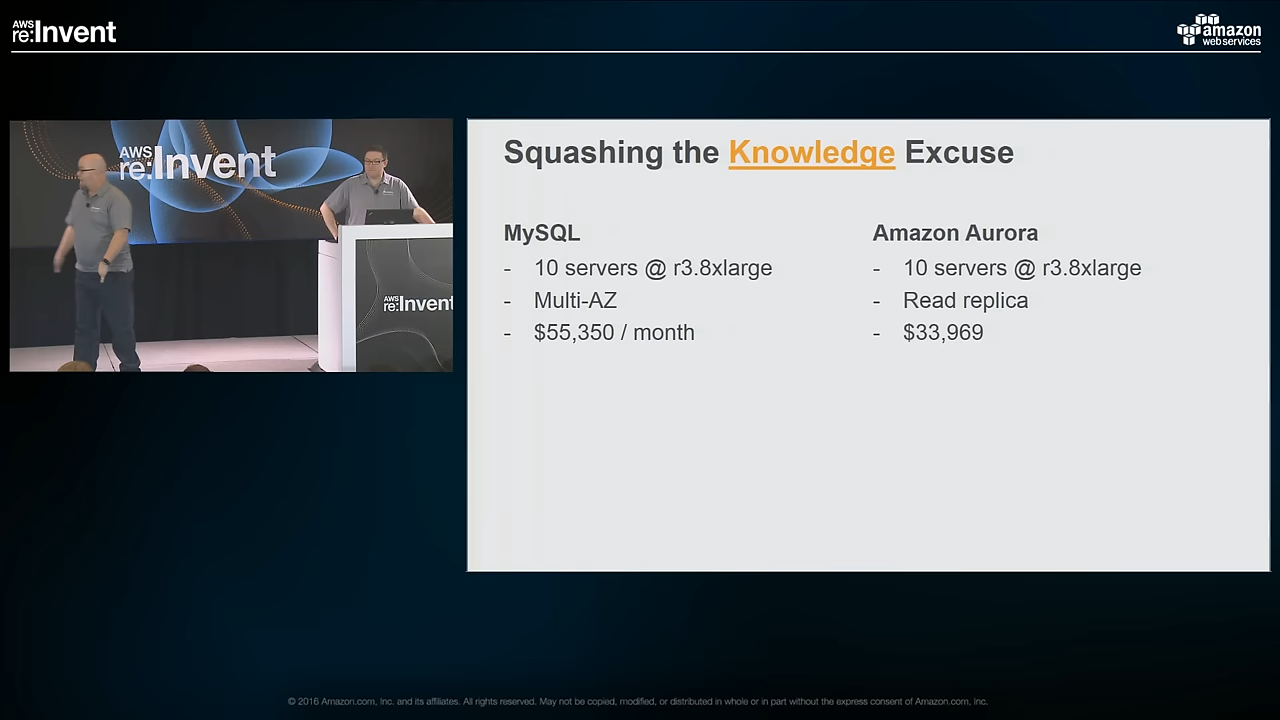 AWS
re:Invent
amazon
webservices
AWS
re:Invent
AWS
re:Invent
Squashing the Knowledge Excuse
MySQL
- 10 servers @ r3.8xlarge
- Multi-AZ
- $55,350 / month
Amazon Aurora
- 10 servers @ r3.8xlarge
- Read replica
- $33,969
© 2016 Amazon.com, Inc. and its affiliates. All rights reserved. May not be copied, modified, or distributed in whole or in part without the express consent of Amazon.com, Inc.